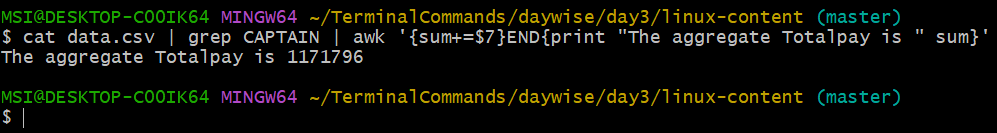 MSI@DESKTOP-C0OIK64 MINGW64 ~/TerminalCommands/daywise/day3/linux-content (master)
$ cat data.csv | grep CAPTAIN | awk '{sum+=$7}END{print "The aggregate Totalpay is " sum}'
The aggregate Totalpay is 1171796
MSI@DESKTOP-C0OIK64 MINGW64 ~/TerminalCommands/daywise/day3/linux-content (master)
$